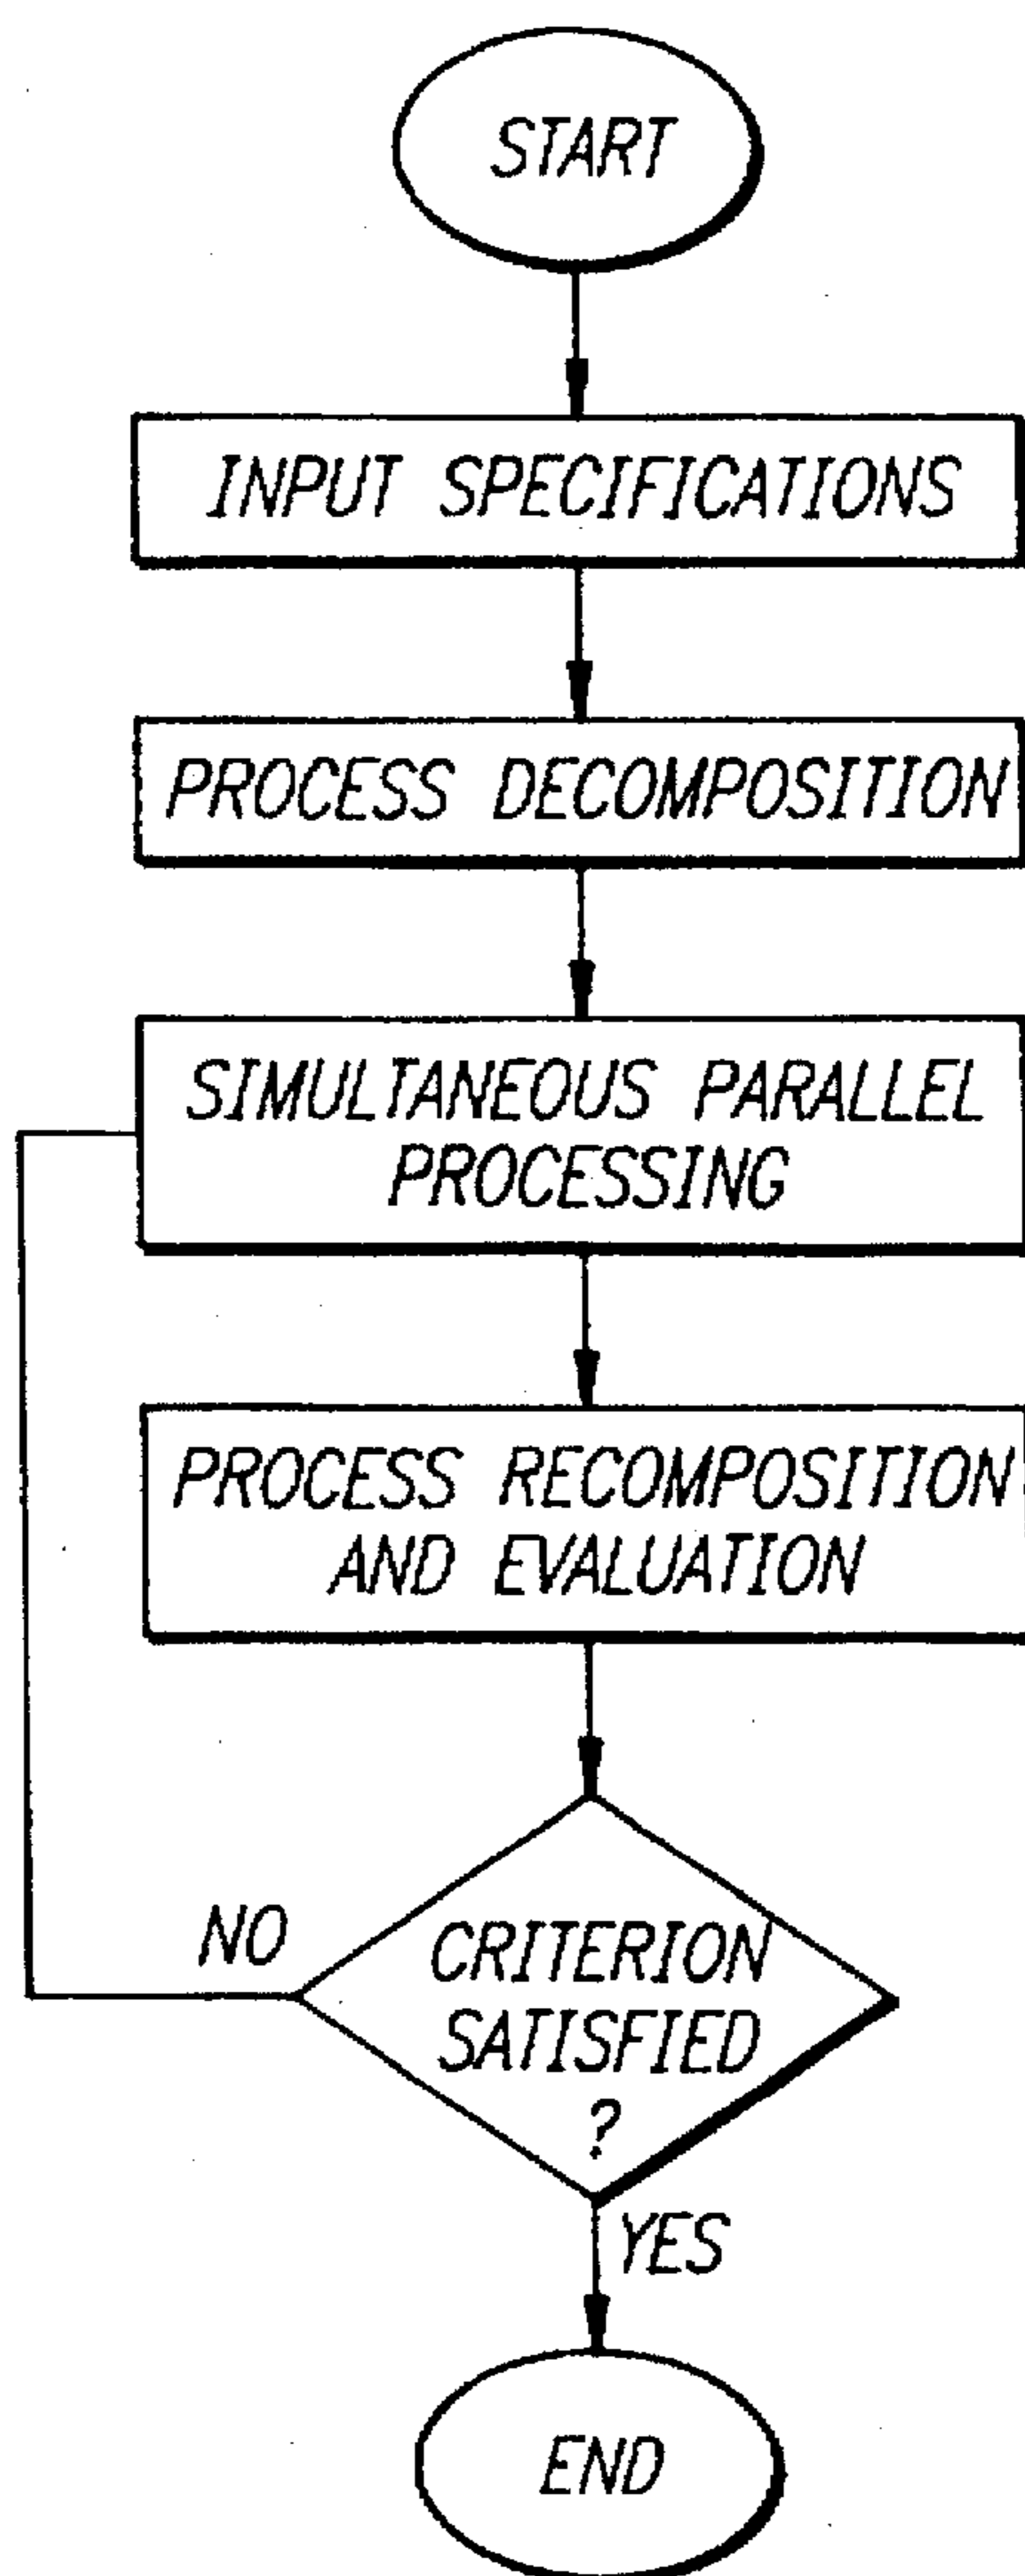 START
INPUT SPECIFICATIONS
PROCESS DECOMPOSITION
SIMULTANEOUS PARALLEL
PROCESSING
PROCESS RECOMPOSITION
AND EVALUATION
NO
CRITERION
SATISFIED
?
YES
END